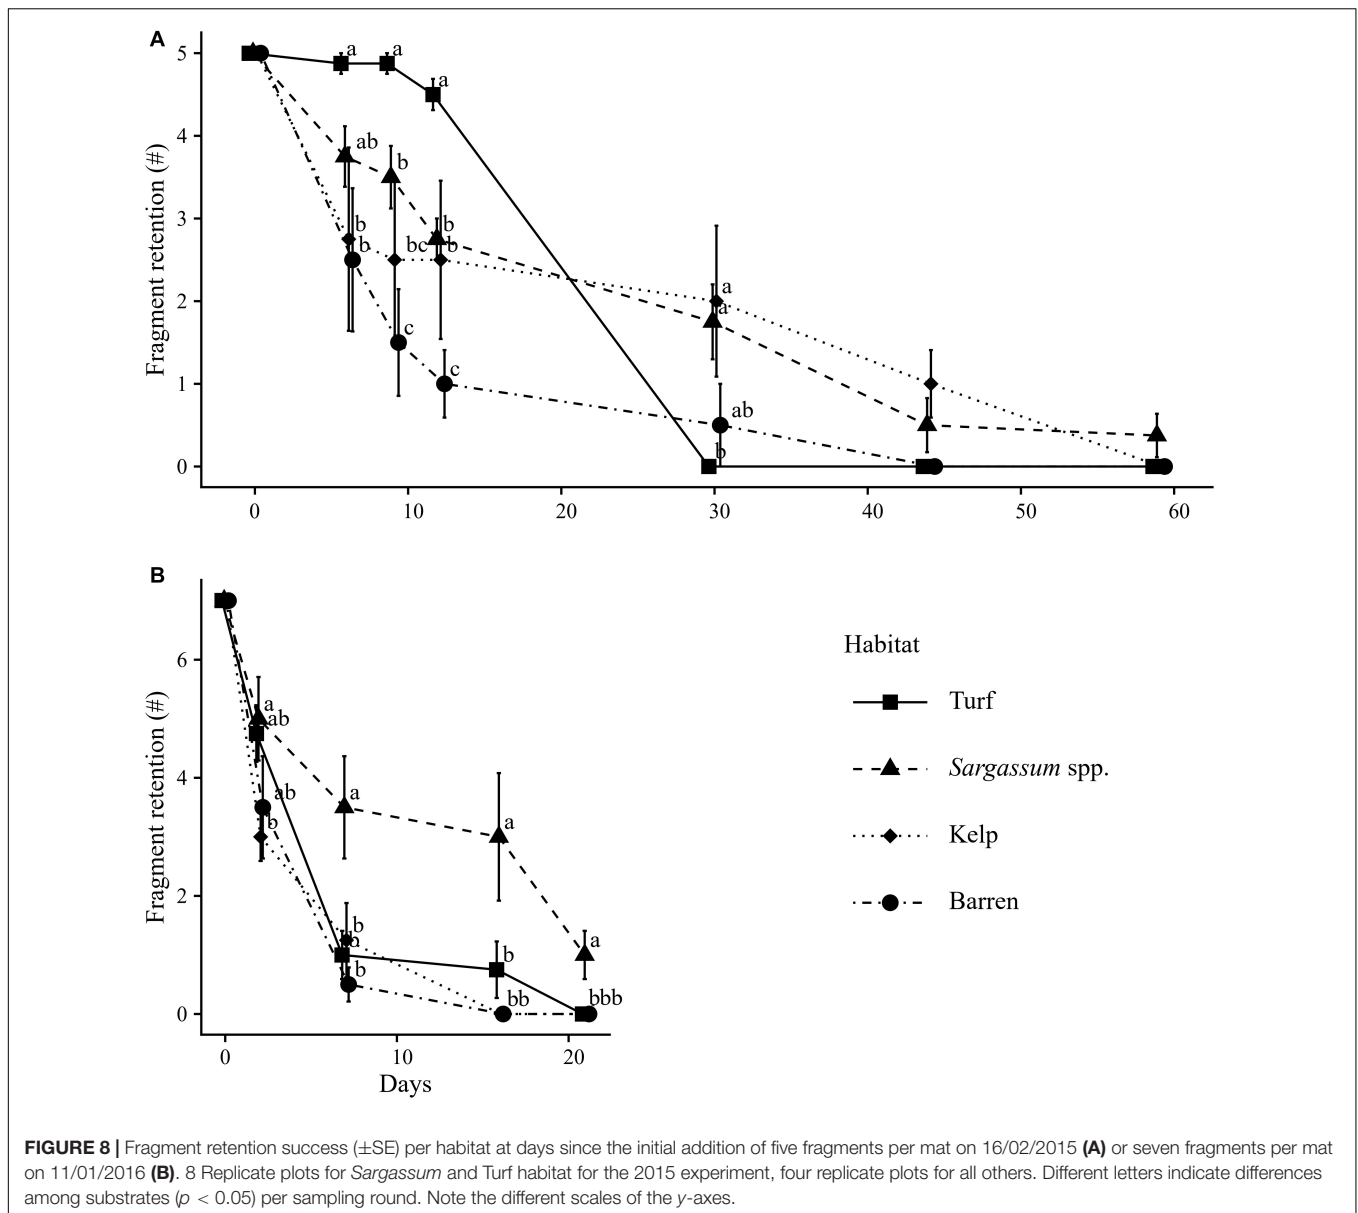 A
5
4
3
2
1
0
Fragment retention (#)
a
a
a
ab
b
b
b
b
bc
b
c
c
a
a
ab
b
0
10
20
30
40
50
60
B
6
4
2
0
Fragment retention (#)
a
ab
ab
b
a
b
b
b
a
b
bb
a
bbb
0
10
20
Days
Habitat
Turf
Sargassum spp.
Kelp
Barren
FIGURE 8 | Fragment retention success (±SE) per habitat at days since the initial addition of five fragments per mat on 16/02/2015 (A) or seven fragments per mat
on 11/01/2016 (B). 8 Replicate plots for Sargassum and Turf habitat for the 2015 experiment, four replicate plots for all others. Different letters indicate differences
among substrates (p < 0.05) per sampling round. Note the different scales of the y-axes.